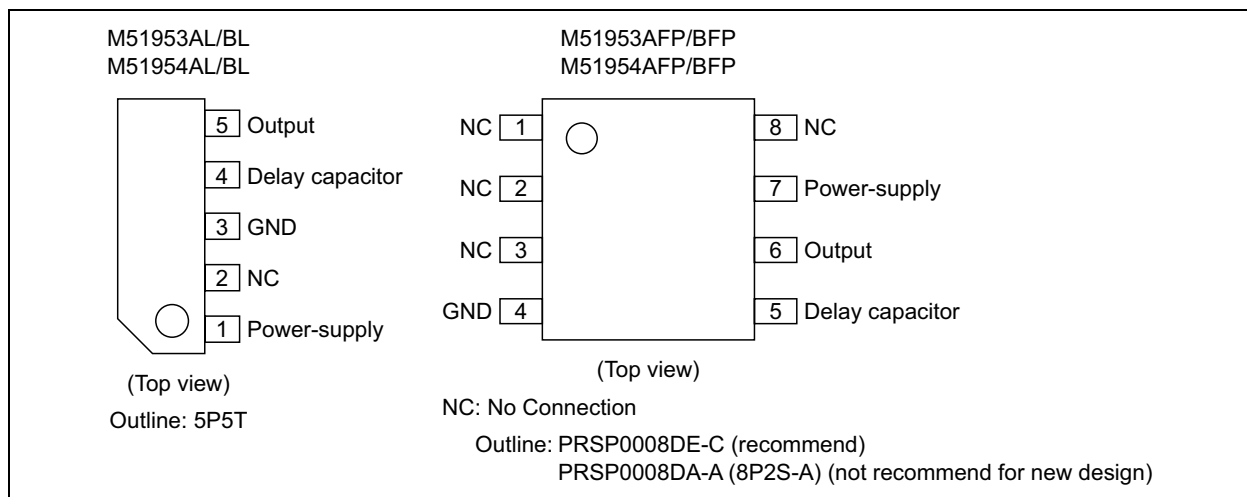 M51953AL/BL
M51954AL/BL
5 Output
4 Delay capacitor
3 GND
2 NC
1 Power-supply
(Top view)
Outline: 5P5T
M51953AFP/BFP
M51954AFP/BFP
NC 1
8 NC
NC 2
7 Power-supply
NC 3
6 Output
GND 4
5 Delay capacitor
(Top view)
NC: No Connection
Outline: PRSP0008DE-C (recommend)
PRSP0008DA-A (8P2S-A) (not recommend for new design)